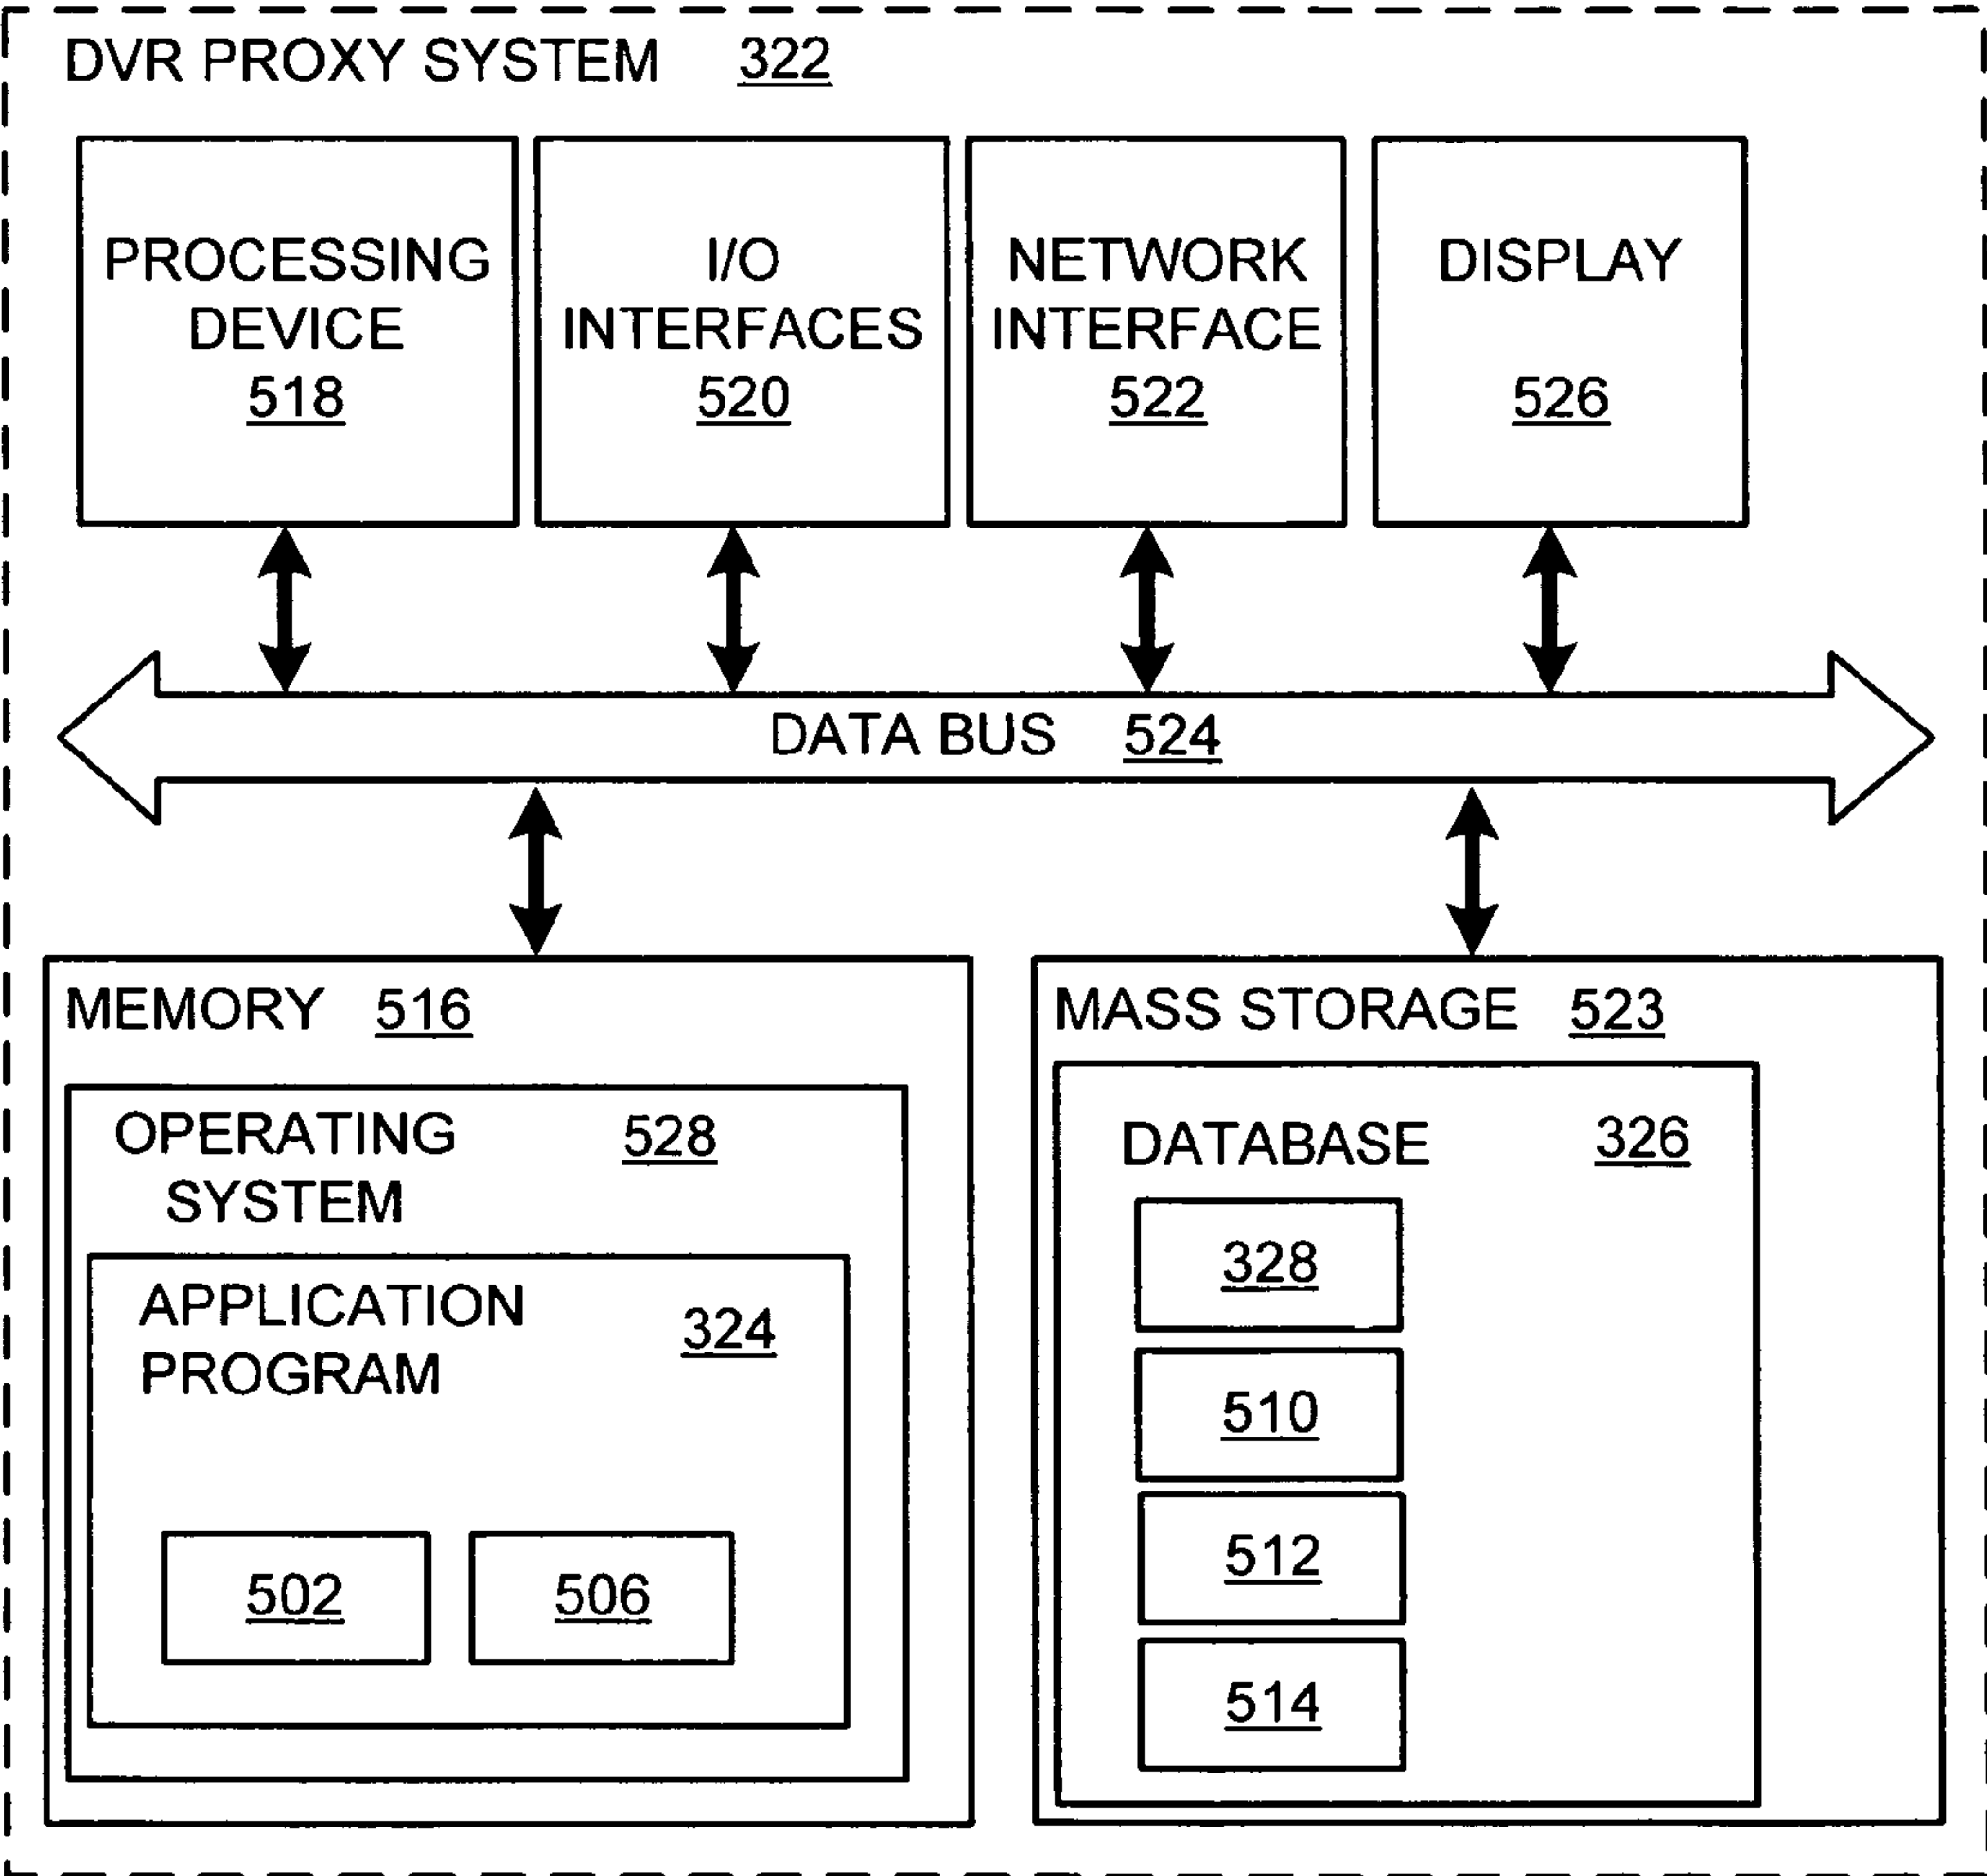 DVR PROXY SYSTEM 322
PROCESSING
DEVICE
518
I/O
INTERFACES
520
NETWORK
INTERFACE
522
DISPLAY
526
DATA BUS 524
MEMORY 516
OPERATING 528
SYSTEM
APPLICATION
PROGRAM
324
502
506
MASS STORAGE 523
DATABASE 326
328
510
512
514